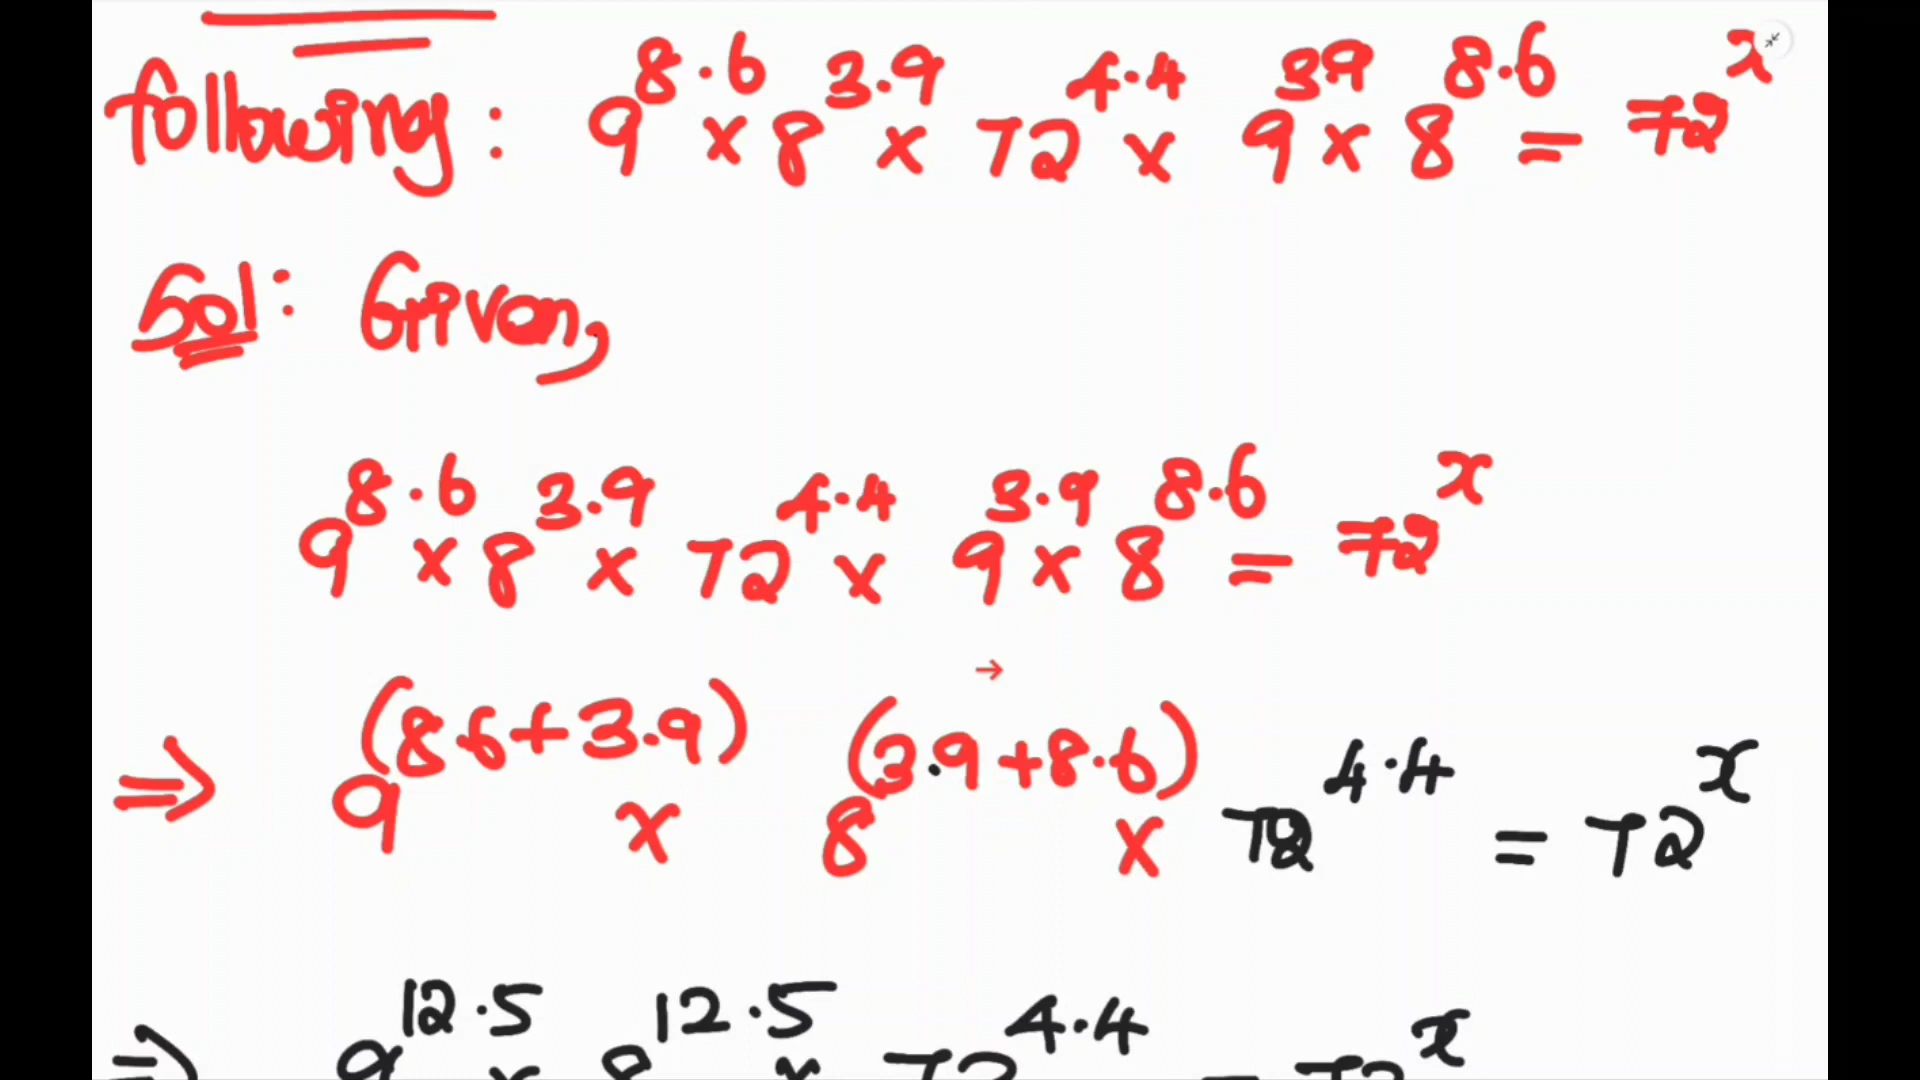 following: 9^8.6 × 8^3.9 × 72^4.4 × 9^3.9 × 8^8.6 = 72^x
Sol: Given,
9^8.6 × 8^3.9 × 72^4.4 × 9^3.9 × 8^8.6 = 72^x
⇒ 9^(8.6+3.9) × 8^(3.9+8.6) × 72^4.4 = 72^x
⇒ 9^12.5 × 8^12.5 × 72^4.4 = 72^x